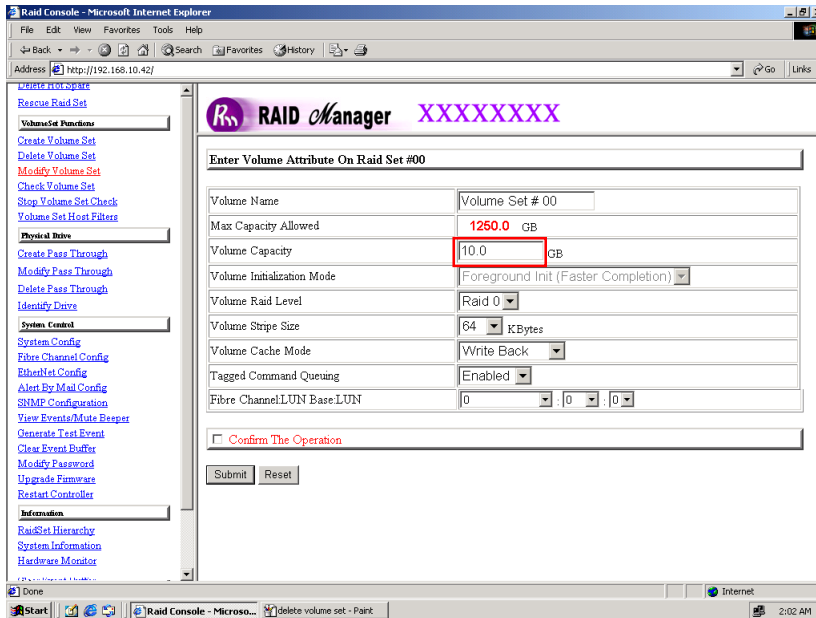 Raid Console - Microsoft Internet Explorer
File Edit View Favorites Tools Help
Back Search Favorites History
Address http://192.168.10.42/ Go Links
Delete Hot Spare
Rescue Raid Set
VolumeSet Functions
Create Volume Set
Delete Volume Set
Modify Volume Set
Check Volume Set
Stop Volume Set Check
Volume Set Host Filters
Physical Drive
Create Pass Through
Modify Pass Through
Delete Pass Through
Identify Drive
System Control
System Config
Fibre Channel Config
EtherNet Config
Alert By Mail Config
SNMP Configuration
View Events/Mute Beeper
Generate Test Event
Clear Event Buffer
Modify Password
Upgrade Firmware
Restart Controller
Information
RaidSet Hierarchy
System Information
Hardware Monitor
RAID Manager XXXXXXXX
Enter Volume Attribute On Raid Set #00
Volume Name Volume Set # 00
Max Capacity Allowed 1250.0 GB
Volume Capacity 10.0 GB
Volume Initialization Mode Foreground Init (Faster Completion)
Volume Raid Level Raid 0
Volume Stripe Size 64 KBytes
Volume Cache Mode Write Back
Tagged Command Queuing Enabled
Fibre Channel:LUN Base:LUN 0 : 0 : 0
Confirm The Operation
Submit Reset
Done Internet
Start Raid Console - Microso... delete volume set - Paint 2:02 AM